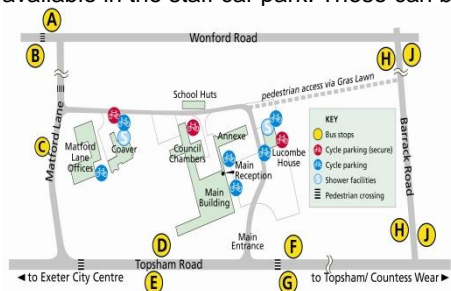 available in the staff car park. These can b
A
B
Wonford Road
H
J
School Huts
pedestrian access via Gras Lawn
Matford Lane
C
Matford
Lane
Offices
Coaver
Council
Chambers
Annexe
Main
Reception
Lucombe
House
Main
Building
KEY
Bus stops
Cycle parking (secure)
Cycle parking
Shower facilities
Pedestrian crossing
Barrack Road
H
J
D
Main
Entrance
F
Topsham Road
E
G
to Exeter City Centre
to Topsham/ Countess Wear